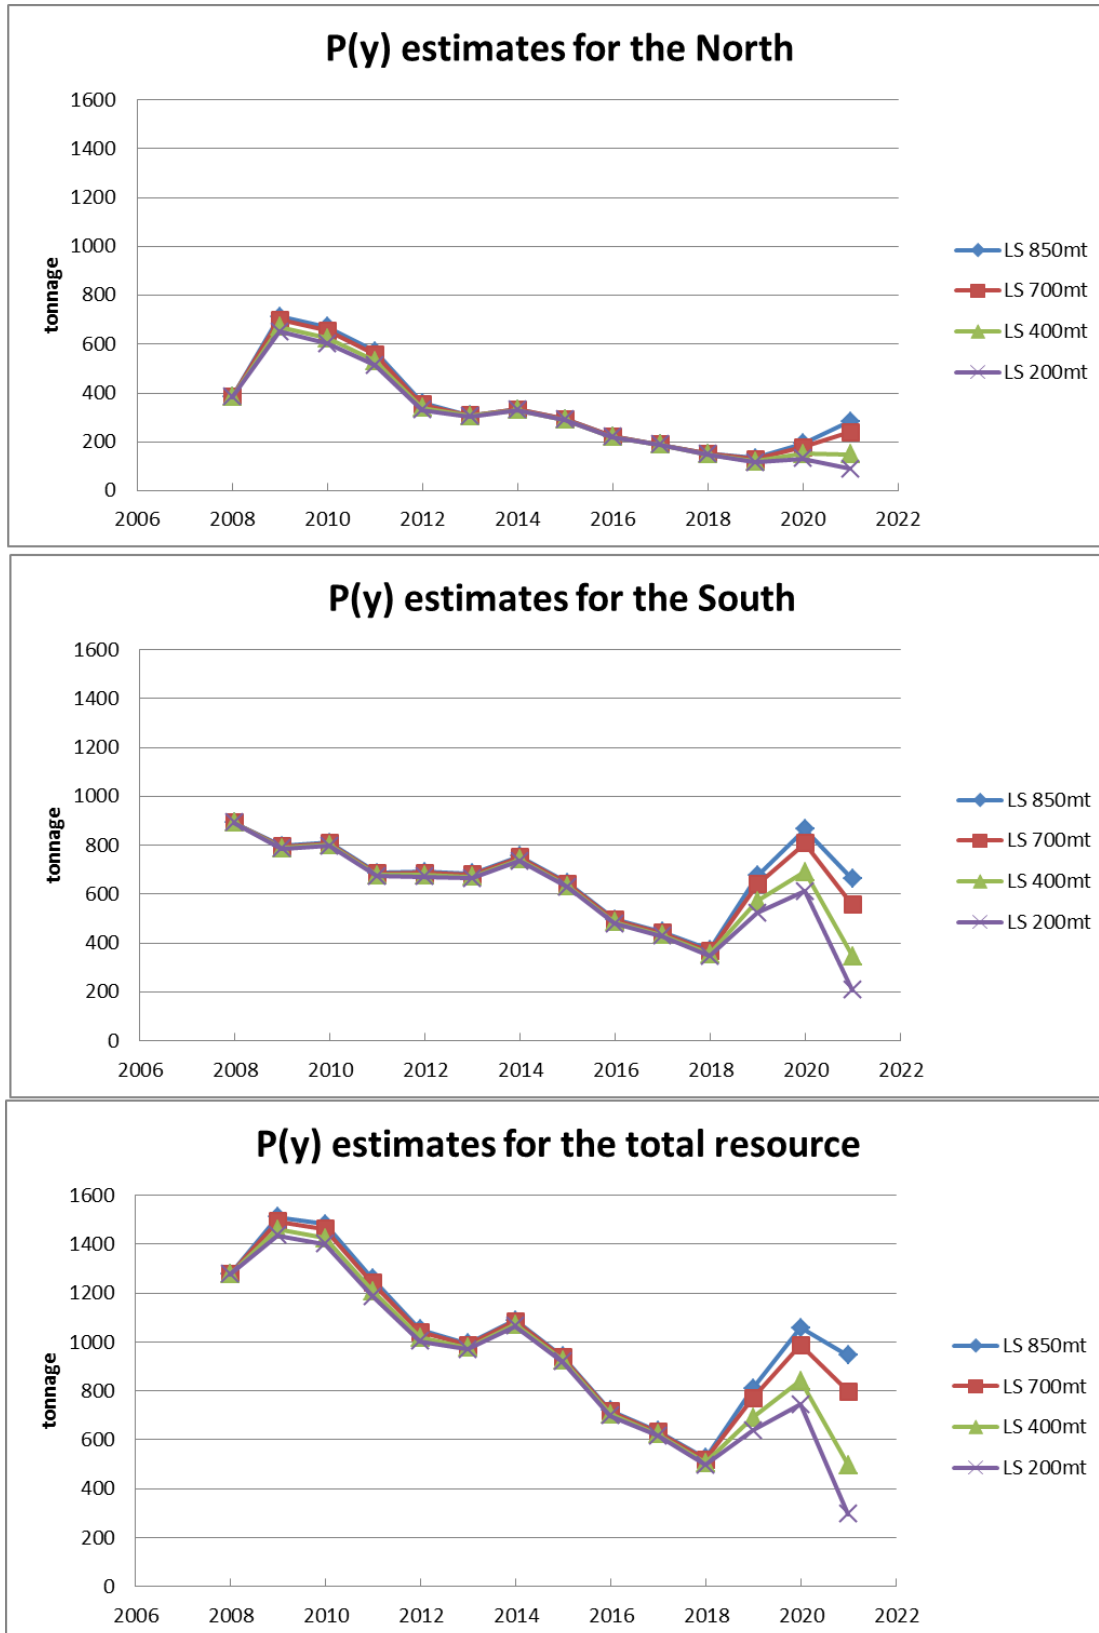 P(y) estimates for the North
1600
1400
1200
1000
800
600
400
200
0
tonnage
2006 2008 2010 2012 2014 2016 2018 2020 2022
LS 850mt
LS 700mt
LS 400mt
LS 200mt
P(y) estimates for the South
1600
1400
1200
1000
800
600
400
200
0
tonnage
2006 2008 2010 2012 2014 2016 2018 2020 2022
LS 850mt
LS 700mt
LS 400mt
LS 200mt
P(y) estimates for the total resource
1600
1400
1200
1000
800
600
400
200
0
tonnage
2006 2008 2010 2012 2014 2016 2018 2020 2022
LS 850mt
LS 700mt
LS 400mt
LS 200mt